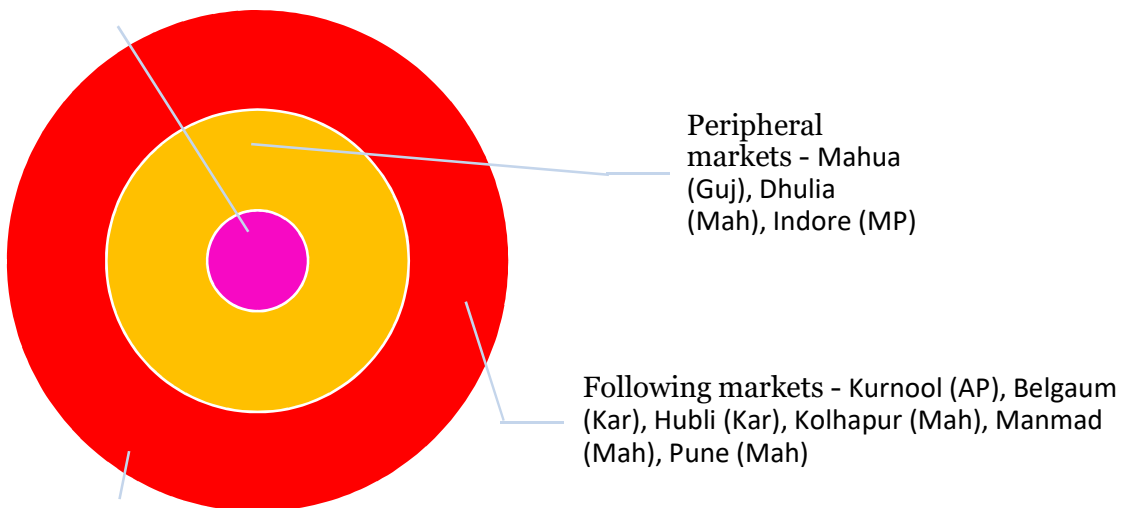 Peripheral
markets - Mahua
(Guj), Dhulia
(Mah), Indore (MP)
Following markets - Kurnool (AP), Belgaum
(Kar), Hubli (Kar), Kolhapur (Mah), Manmad
(Mah), Pune (Mah)